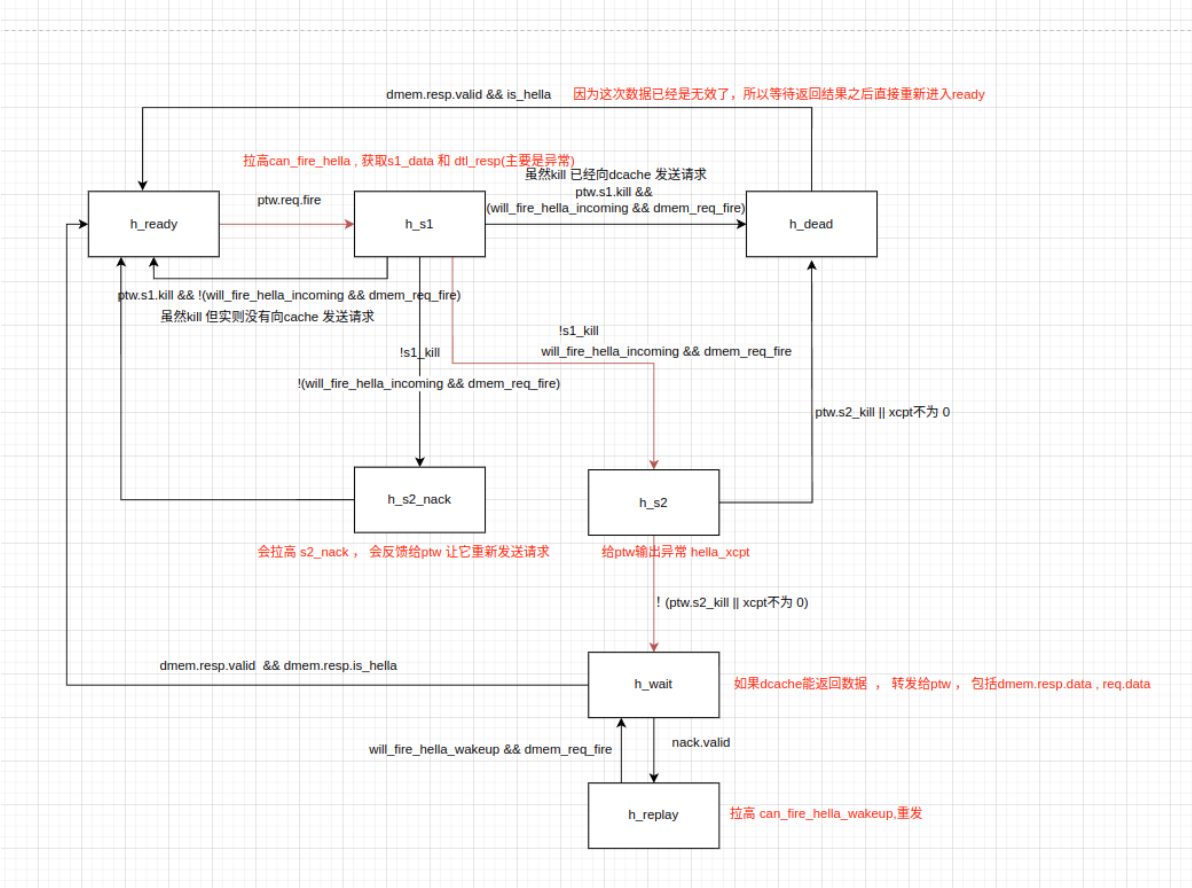 dmem.resp.valid && is_hella 因为这次数据已经是无效了，所以等待返回结果之后直接重新进入ready
拉高can_fire_hella , 获取s1_data 和 dtl_resp(主要是异常)
虽然kill 已经向dcache 发送请求
ptw.s1.kill &&
(will_fire_hella_incoming && dmem_req_fire)
ptw.req.fire
h_ready
h_s1
h_dead
ptw.s1.kill && !(will_fire_hella_incoming && dmem_req_fire)
虽然kill 但实则没有向cache 发送请求
!s1_kill
will_fire_hella_incoming && dmem_req_fire
!s1_kill
!(will_fire_hella_incoming && dmem_req_fire)
ptw.s2_kill || xcpt不为 0
h_s2_nack
h_s2
会拉高 s2_nack ， 会反馈给ptw 让它重新发送请求
给ptw输出异常 hella_xcpt
! (ptw.s2_kill || xcpt不为 0)
dmem.resp.valid && dmem.resp.is_hella
h_wait
如果dcache能返回数据 ， 转发给ptw ， 包括dmem.resp.data , req.data
will_fire_hella_wakeup && dmem_req_fire
nack.valid
h_replay
拉高 can_fire_hella_wakeup,重发